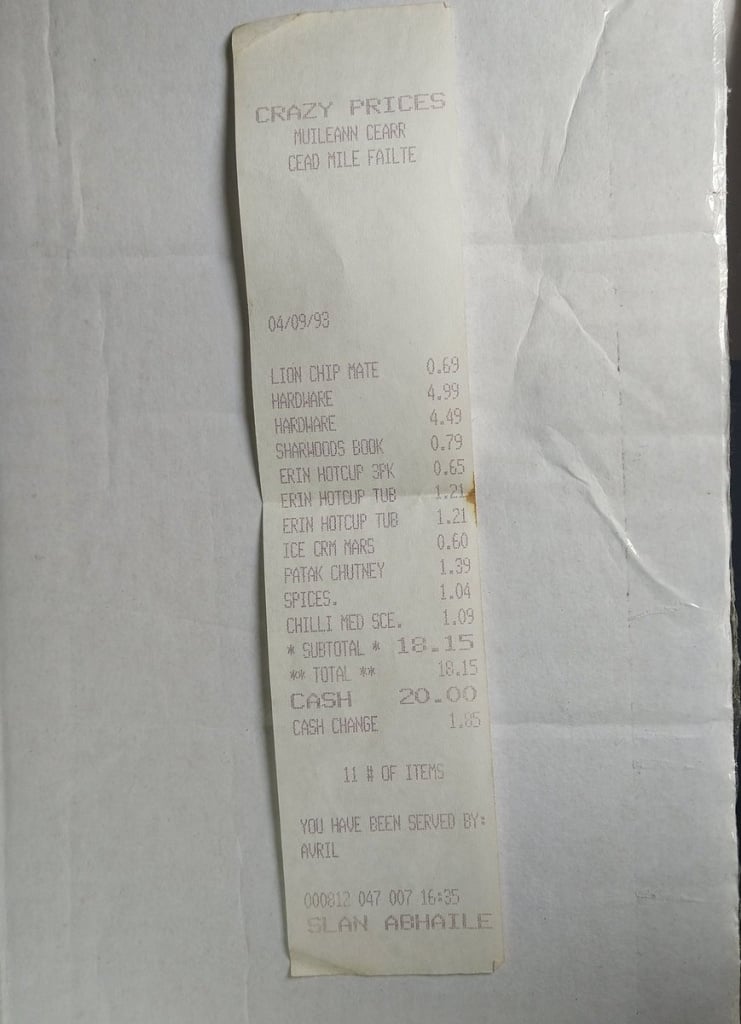 CRAZY PRICES
MUILEANN CEARR
CEAD MILE FAILTE
04/09/93
LION CHIP MATE 0.69
HARDWARE 4.99
HARDWARE 4.49
SHARWOODS BOOK 0.79
ERIN HOTCUP 3PK 0.65
ERIN HOTCUP TUB 1.21
ERIN HOTCUP TUB 1.21
ICE CRM MARS 0.60
PATAK CHUTNEY 1.39
SPICES. 1.04
CHILLI MED SCE. 1.09
* SUBTOTAL * 18.15
** TOTAL ** 18.15
CASH 20.00
CASH CHANGE 1.85
11 # OF ITEMS
YOU HAVE BEEN SERVED BY:
AVRIL
000812 047 007 16:35
SLAN ABHAILE